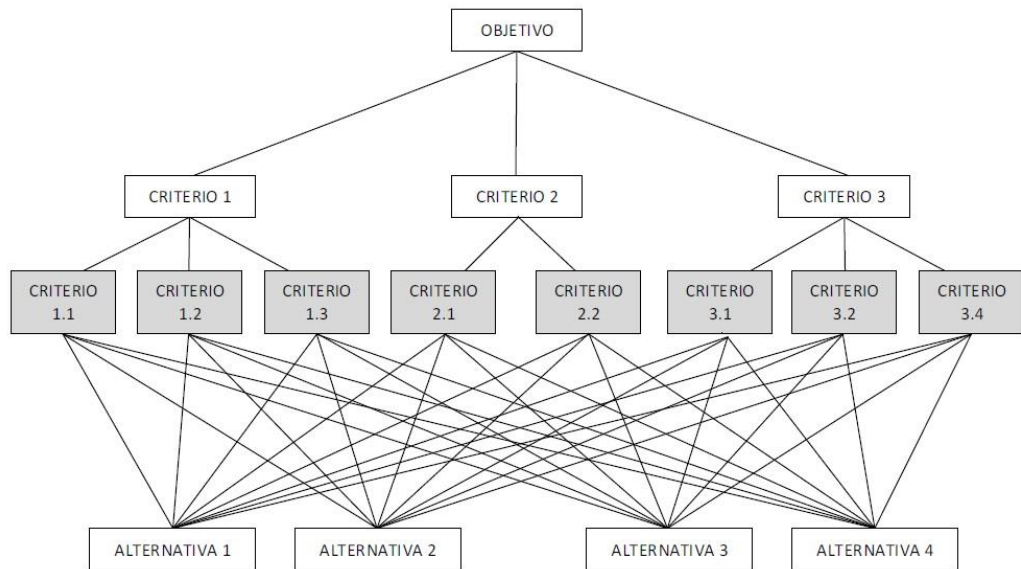 OBJETIVO
CRITERIO 1
CRITERIO 2
CRITERIO 3
CRITERIO
1.1
CRITERIO
1.2
CRITERIO
1.3
CRITERIO
2.1
CRITERIO
2.2
CRITERIO
3.1
CRITERIO
3.2
CRITERIO
3.4
ALTERNATIVA 1
ALTERNATIVA 2
ALTERNATIVA 3
ALTERNATIVA 4